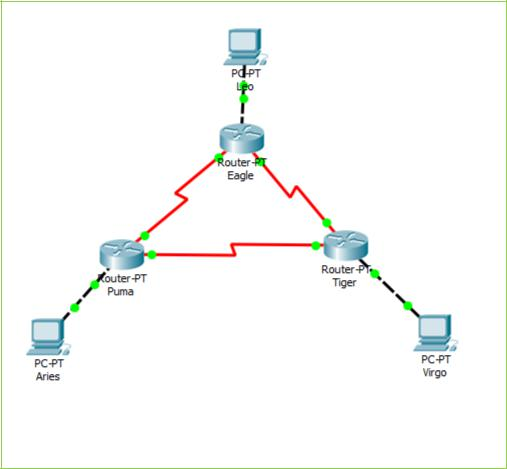 PC-PT
Leo
Router-PT
Eagle
Router-PT
Puma
Router-PT
Tiger
PC-PT
Aries
PC-PT
Virgo